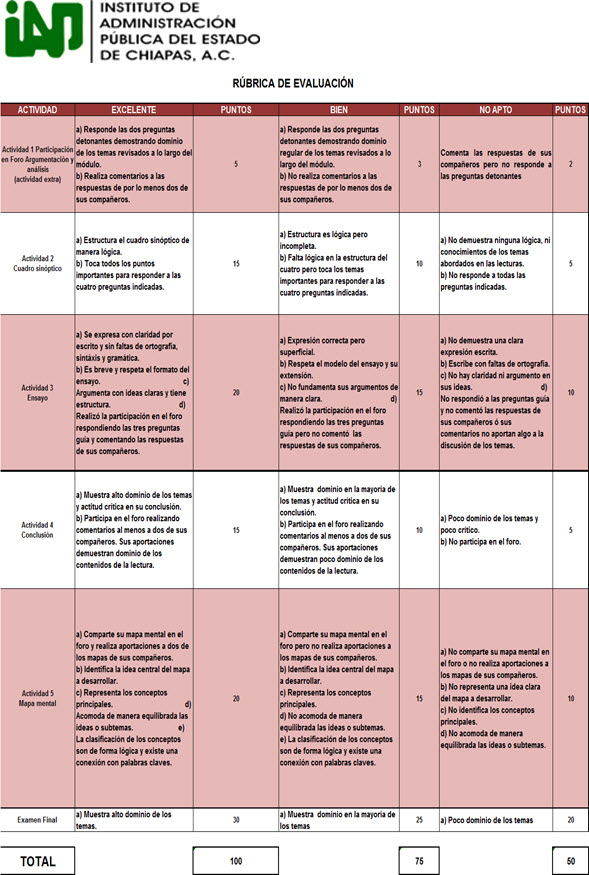 IAP
INSTITUTO DE
ADMINISTRACIÓN
PÚBLICA DEL ESTADO
DE CHIAPAS, A.C.
RÚBRICA DE EVALUACIÓN
ACTIVIDAD EXCELENTE PUNTOS BIEN PUNTOS NO APTO PUNTOS
Actividad 1 Participación
en Foro Argumentación y
análisis
(actividad extra)
a) Responde las dos preguntas
detonantes demostrando dominio
de los temas revisados a lo largo del
módulo.
b) Realiza comentarios a las
respuestas de por lo menos dos de
sus compañeros.
5
a) Responde las dos preguntas
detonantes demostrando dominio
regular de los temas revisados a lo
largo del módulo.
b) No realiza comentarios a las
respuestas de por lo menos dos de
sus compañeros.
3
Comenta las respuestas de sus
compañeros pero no responde a
las preguntas detonantes
2
Actividad 2
Cuadro sinóptico
a) Estructura el cuadro sinóptico de
manera lógica.
b) Toca todos los puntos
importantes para responder a las
cuatro preguntas indicadas.
15
a) Estructura es lógica pero
incompleta.
b) Falta lógica en la estructura del
cuatro pero toca los temas
importantes para responder a las
cuatro preguntas indicadas.
10
a) No demuestra ninguna lógica, ni
conocimientos de los temas
abordados en las lecturas.
b) No responde a todas las
preguntas indicadas.
5
Actividad 3
Ensayo
a) Se expresa con claridad por
escrito y sin faltas de ortografía,
sintáxis y gramática.
b) Es breve y respeta el formato del
ensayo. c)
Argumenta con ideas claras y tiene
estructura. d)
Realizó la participación en el foro
respondiendo las tres preguntas
guía y comentando las respuestas
de sus compañeros.
20
a) Expresión correcta pero
superficial.
b) Respeta el modelo del ensayo y su
extensión.
c) No fundamenta sus argumentos de
manera clara. d)
Realizó la participación en el foro
respondiendo las tres preguntas
guía pero no comentó las
respuestas de sus compañeros.
15
a) No demuestra una clara
expresión escrita.
b) Escribe con faltas de ortografía.
c) No hay claridad ni argumento en
sus ideas. d)
No respondió a las preguntas guía
y no comentó las respuestas de
sus compañeros ó sus
comentarios no aportan algo a la
discusión de los temas.
10
Actividad 4
Conclusión
a) Muestra alto dominio de los temas
y actitud crítica en su conclusión.
b) Participa en el foro realizando
comentarios al menos a dos de sus
compañeros. Sus aportaciones
demuestran dominio de los
contenidos de la lectura.
15
a) Muestra dominio en la mayoría de
los temas y actitud crítica en su
conclusión.
b) Participa en el foro realizando
comentarios al menos a dos de sus
compañeros. Sus aportaciones
demuestran poco dominio de los
contenidos de la lectura.
10
a) Poco dominio de los temas y
poco crítico.
b) No participa en el foro.
5
Actividad 5
Mapa mental
a) Comparte su mapa mental en el
foro y realiza aportaciones a dos de
los mapas de sus compañeros.
b) Identifica la idea central del mapa
a desarrollar.
c) Representa los conceptos
principales. d)
Acomoda de manera equilibrada las
ideas o subtemas. e)
La clasificación de los conceptos
son de forma lógica y existe una
conexión con palabras claves.
20
a) Comparte su mapa mental en el
foro pero no realiza aportaciones a
los mapas de sus compañeros.
b) Identifica la idea central del mapa
a desarrollar.
c) Representa los conceptos
principales.
d) No acomoda de manera
equilibrada las ideas o subtemas.
e) La clasificación de los conceptos
son de forma lógica y existe una
conexión con palabras claves.
15
a) No comparte su mapa mental en
el foro o no realiza aportaciones a
los mapas de sus compañeros.
b) No representa una idea clara
del mapa a desarrollar.
c) No identifica los conceptos
principales.
d) No acomoda de manera
equilibrada las ideas o subtemas.
10
Examen Final
a) Muestra alto dominio de los
temas.
30
a) Muestra dominio en la mayoría de
los temas
25
a) Poco dominio de los temas
20
TOTAL 100 75 50